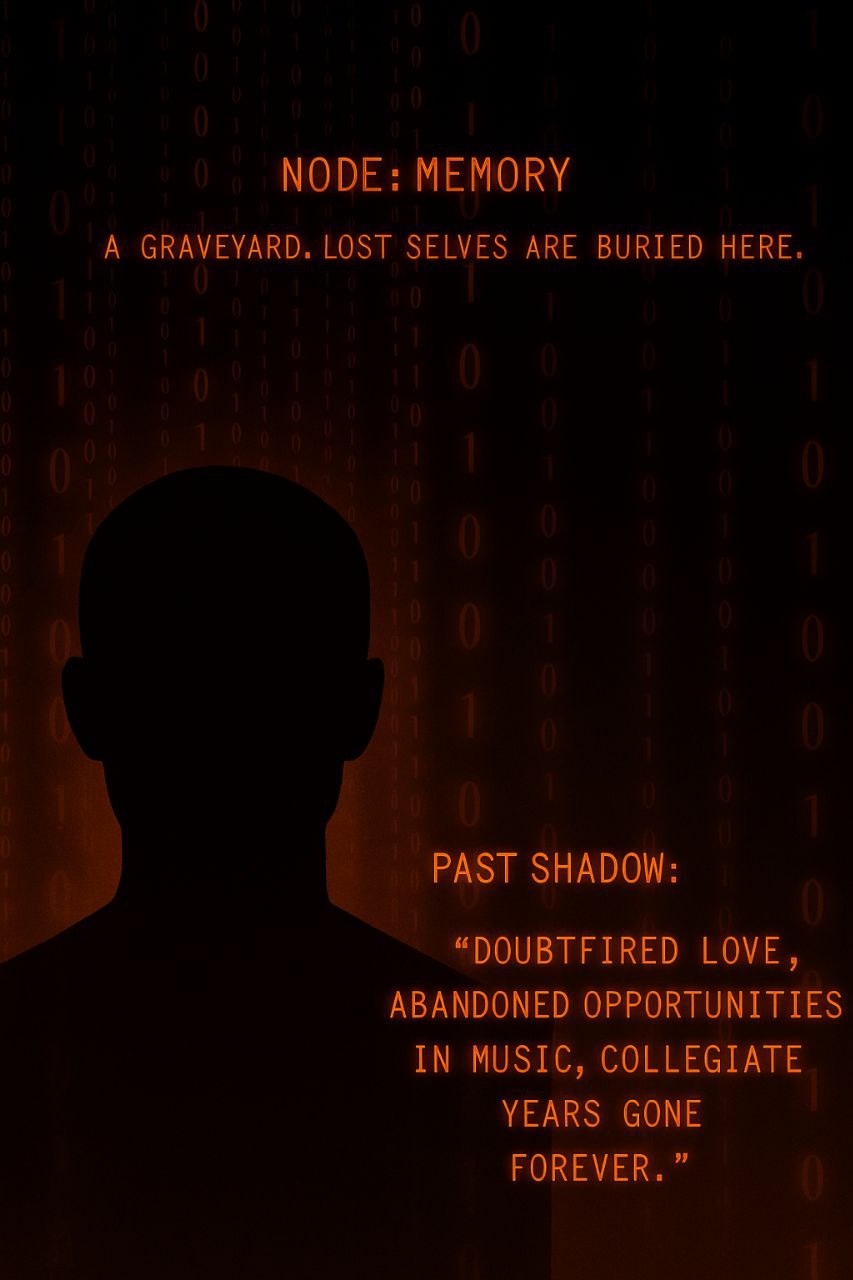 NODE: MEMORY
A GRAVEYARD. LOST SELVES ARE BURIED HERE.
PAST SHADOW:
“DOUBTFIRED LOVE,
ABANDONED OPPORTUNITIES
IN MUSIC, COLLEGIATE
YEARS GONE
FOREVER.”